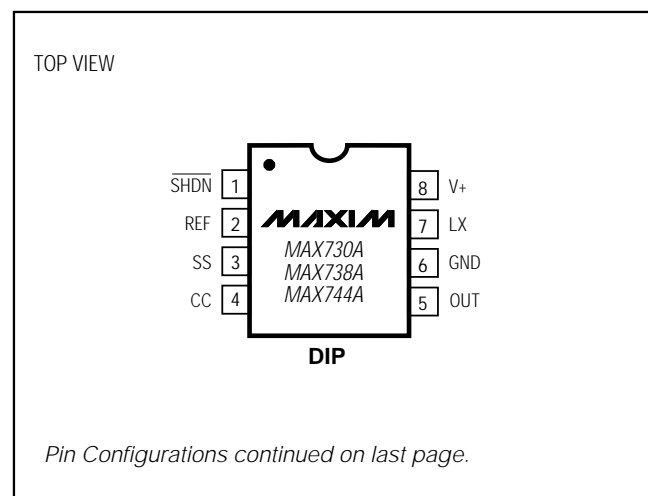 TOP VIEW
S̅H̅D̅N̅ 1
REF 2
SS 3
CC 4
MAXIM
MAX730A
MAX738A
MAX744A
8 V+
7 LX
6 GND
5 OUT
DIP
Pin Configurations continued on last page.